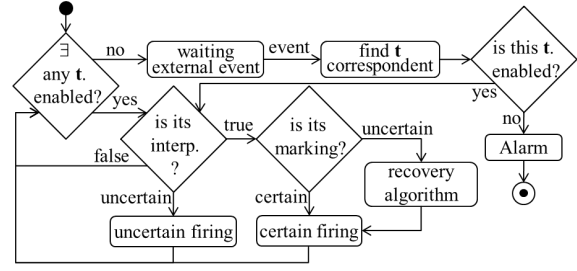 ∃
any t.
enabled?
no
waiting
external event
event
find t
correspondent
is this t.
enabled?
yes
yes
no
Alarm
is its
interp.
?
true
is its
marking?
uncertain
recovery
algorithm
false
uncertain
certain
uncertain firing
certain firing